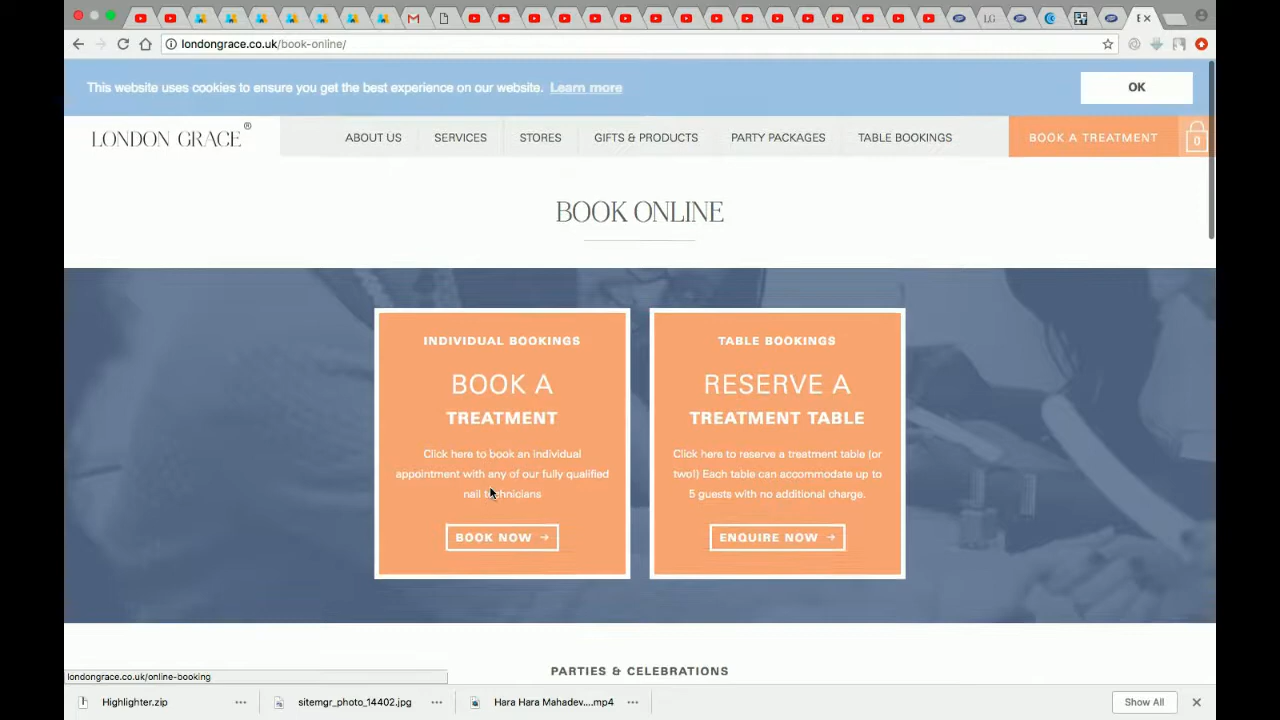 E
londongrace.co.uk/book-online/
This website uses cookies to ensure you get the best experience on our website. Learn more
OK
LONDON GRACE®
ABOUT US
SERVICES
STORES
GIFTS & PRODUCTS
PARTY PACKAGES
TABLE BOOKINGS
BOOK A TREATMENT
0
BOOK ONLINE
INDIVIDUAL BOOKINGS
BOOK A
TREATMENT
Click here to book an individual
appointment with any of our fully qualified
nail technicians
BOOK NOW →
TABLE BOOKINGS
RESERVE A
TREATMENT TABLE
Click here to reserve a treatment table (or
two!) Each table can accommodate up to
5 guests with no additional charge.
ENQUIRE NOW →
PARTIES & CELEBRATIONS
londongrace.co.uk/online-booking
Highlighter.zip
sitemgr_photo_14402.jpg
Hara Hara Mahadev....mp4
Show All